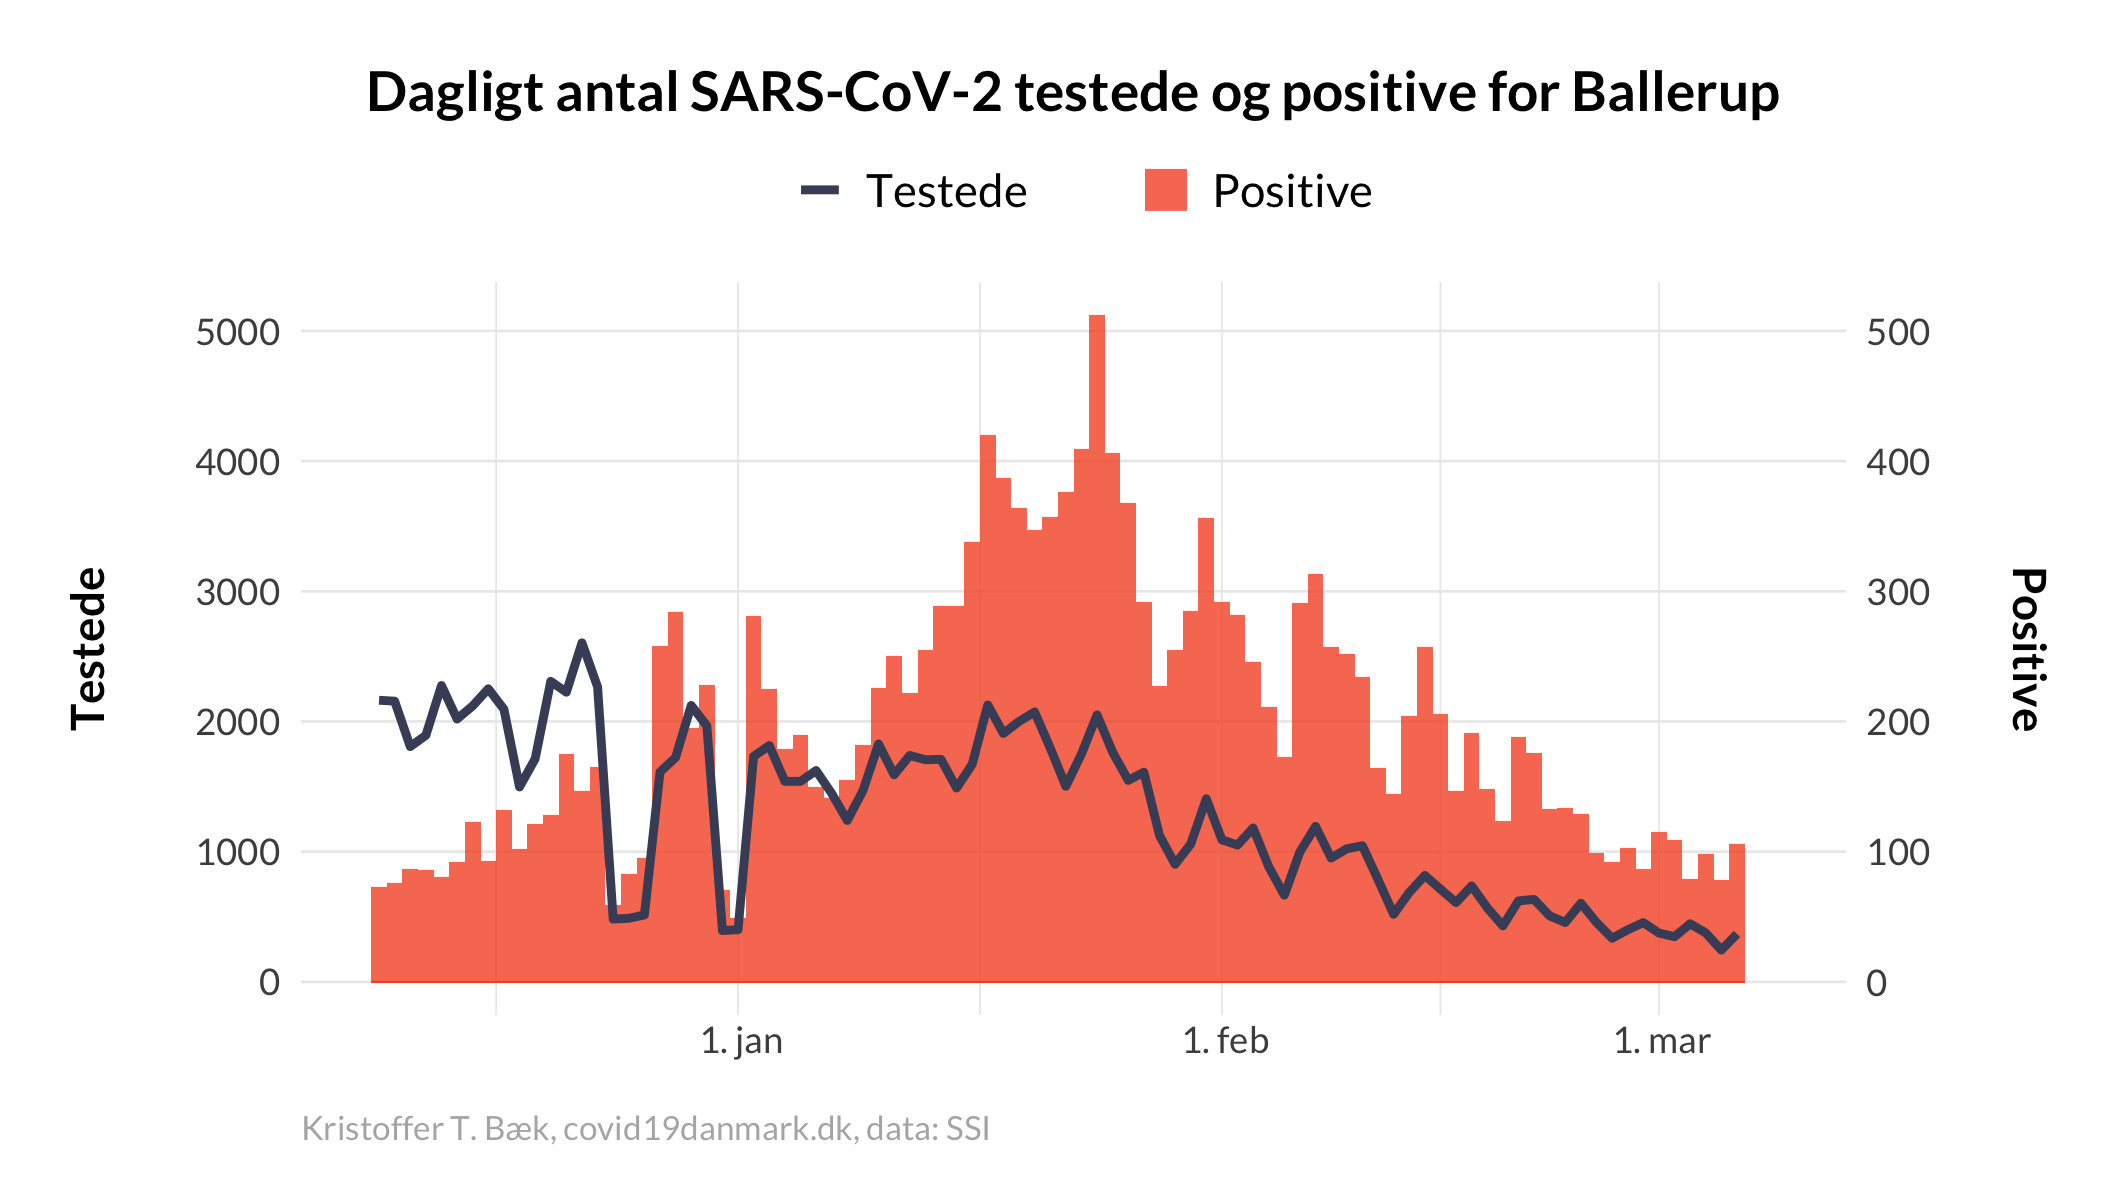 Dagligt antal SARS-CoV-2 testede og positive for Ballerup
Testede
Positive
5000
4000
3000
2000
1000
0
500
400
300
200
100
0
Testede
Positive
1. jan
1. feb
1. mar
Kristoffer T. Bæk, covid19danmark.dk, data: SSI